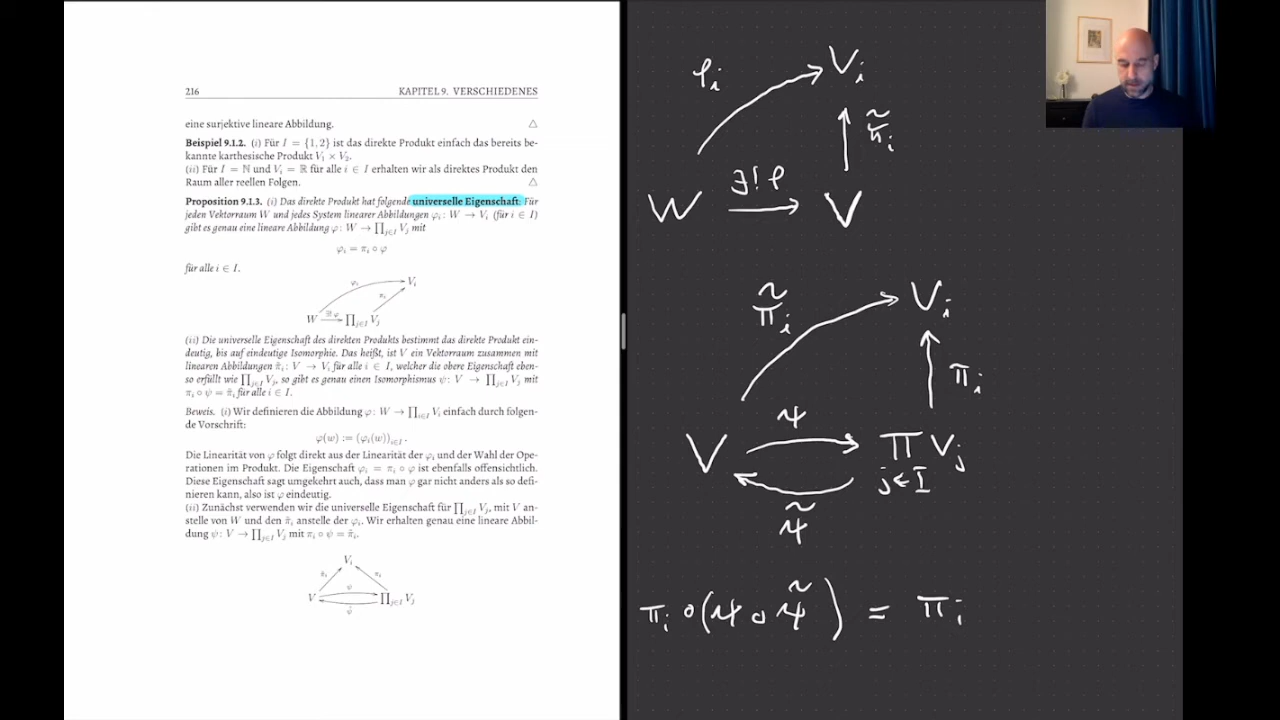 216 KAPITEL 9. VERSCHIEDENES
eine surjektive lineare Abbildung. △
Beispiel 9.1.2. (i) Für I = {1, 2} ist das direkte Produkt einfach das bereits be-
kannte karthesische Produkt V₁ × V₂.
(ii) Für I = ℕ und Vᵢ = ℝ für alle i ∈ I erhalten wir als direktes Produkt den
Raum aller reellen Folgen. △
Proposition 9.1.3. (i) Das direkte Produkt hat folgende universelle Eigenschaft: Für
jeden Vektorraum W und jedes System linearer Abbildungen φᵢ: W → Vᵢ (für i ∈ I)
gibt es genau eine lineare Abbildung φ: W → ∏_{j∈I} Vⱼ mit
φᵢ = πᵢ ∘ φ
für alle i ∈ I.
φᵢ Vᵢ
πᵢ
W ∃! φ ∏_{j∈I} Vⱼ
(ii) Die universelle Eigenschaft des direkten Produkts bestimmt das direkte Produkt ein-
deutig, bis auf eindeutige Isomorphie. Das heißt, ist V ein Vektorraum zusammen mit
linearen Abbildungen π̃ᵢ: V → Vᵢ für alle i ∈ I, welcher die obere Eigenschaft eben-
so erfüllt wie ∏_{j∈I} Vⱼ, so gibt es genau einen Isomorphismus ψ: V → ∏_{j∈I} Vⱼ mit
πᵢ ∘ ψ = π̃ᵢ für alle i ∈ I.
Beweis. (i) Wir definieren die Abbildung φ: W → ∏_{i∈I} Vᵢ einfach durch folgen-
de Vorschrift:
φ(w) := (φᵢ(w))_{i∈I}.
Die Linearität von φ folgt direkt aus der Linearität der φᵢ und der Wahl der Ope-
rationen im Produkt. Die Eigenschaft φᵢ = πᵢ ∘ φ ist ebenfalls offensichtlich.
Diese Eigenschaft sagt umgekehrt auch, dass man φ gar nicht anders als so defi-
nieren kann, also ist φ eindeutig.
(ii) Zunächst verwenden wir die universelle Eigenschaft für ∏_{j∈I} Vⱼ, mit V an-
stelle von W und den π̃ᵢ anstelle der φᵢ. Wir erhalten genau eine lineare Abbil-
dung ψ: V → ∏_{j∈I} Vⱼ mit πᵢ ∘ ψ = π̃ᵢ.
Vᵢ
π̃ᵢ πᵢ
V ψ ∏_{j∈I} Vⱼ
ψ̃
φᵢ Vᵢ
π̃ᵢ
W ∃! φ V
π̃ᵢ Vᵢ
πᵢ
ψ
V ∏ Vⱼ
j∈I
ψ̃
πᵢ ∘ (ψ ∘ ψ̃) = πᵢ